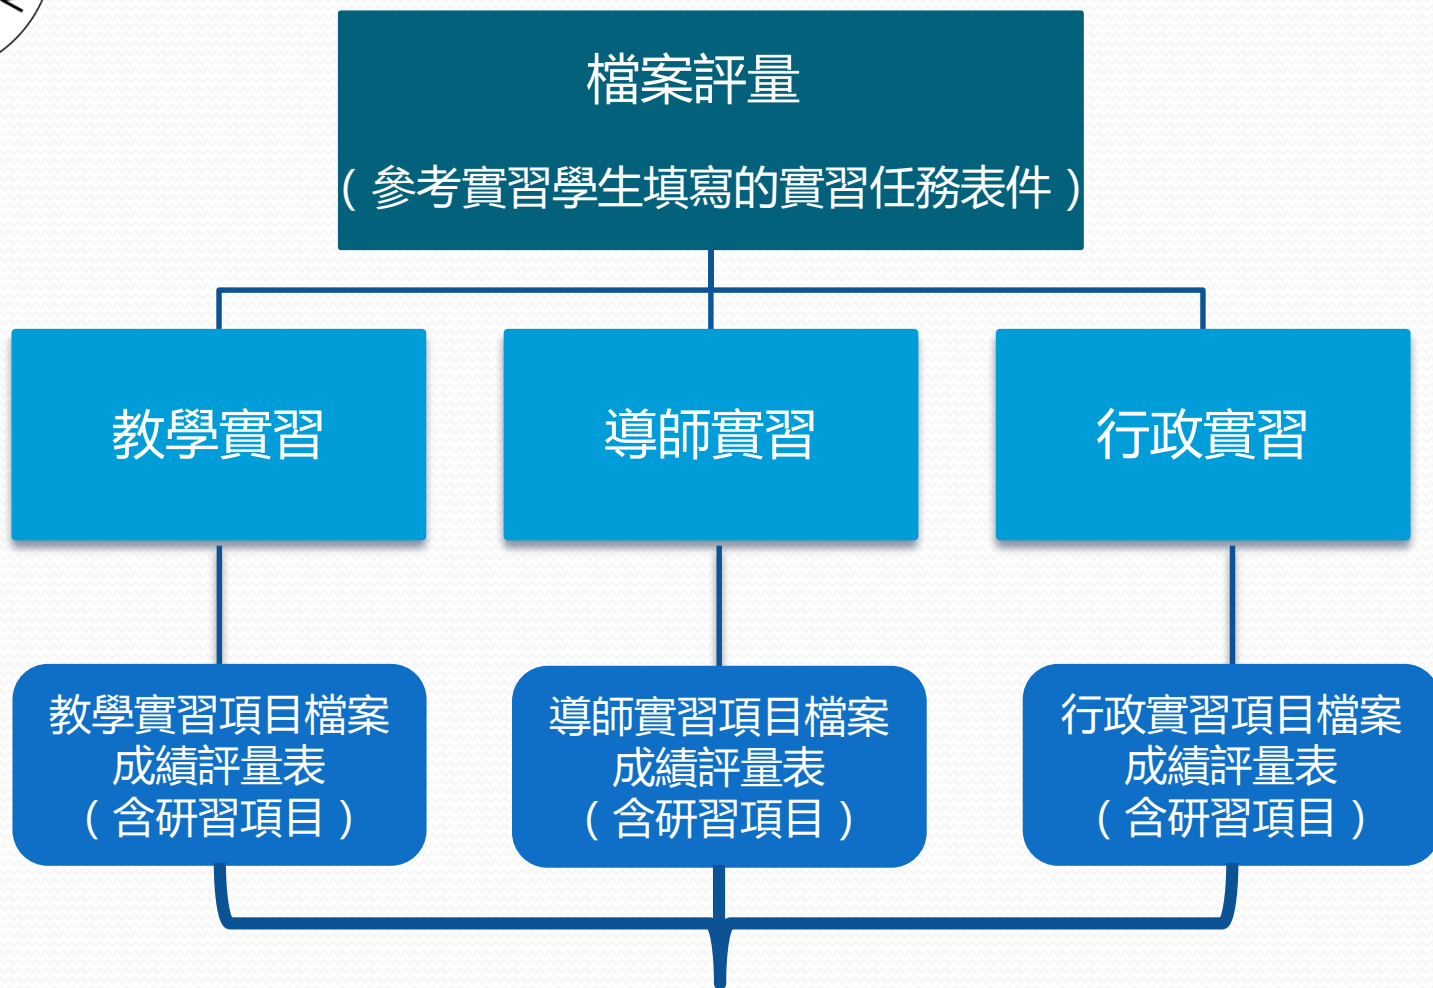 檔案評量
（參考實習學生填寫的實習任務表件）
教學實習
導師實習
行政實習
教學實習項目檔案
成績評量表
（含研習項目）
導師實習項目檔案
成績評量表
（含研習項目）
行政實習項目檔案
成績評量表
（含研習項目）